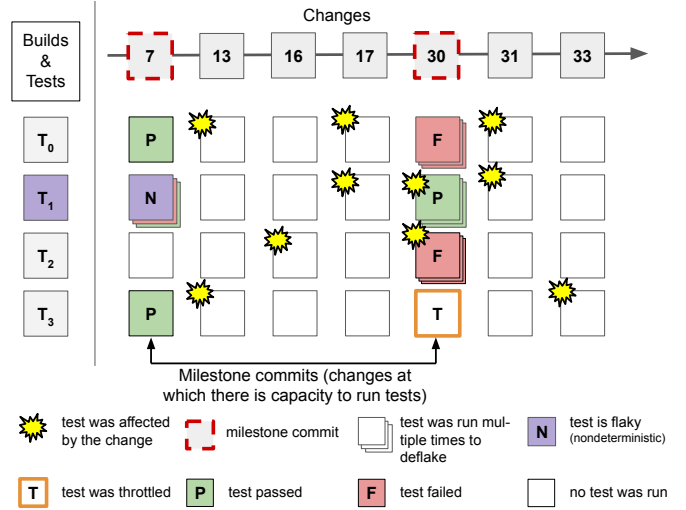 Changes
Builds
&
Tests
7 13 16 17 30 31 33
T0 P F
T1 N P
T2 F
T3 P T
Milestone commits (changes at
which there is capacity to run tests)
test was affected
by the change
milestone commit
test was run mul-
tiple times to
deflake
N test is flaky
(nondeterministic)
T test was throttled
P test passed
F test failed
no test was run